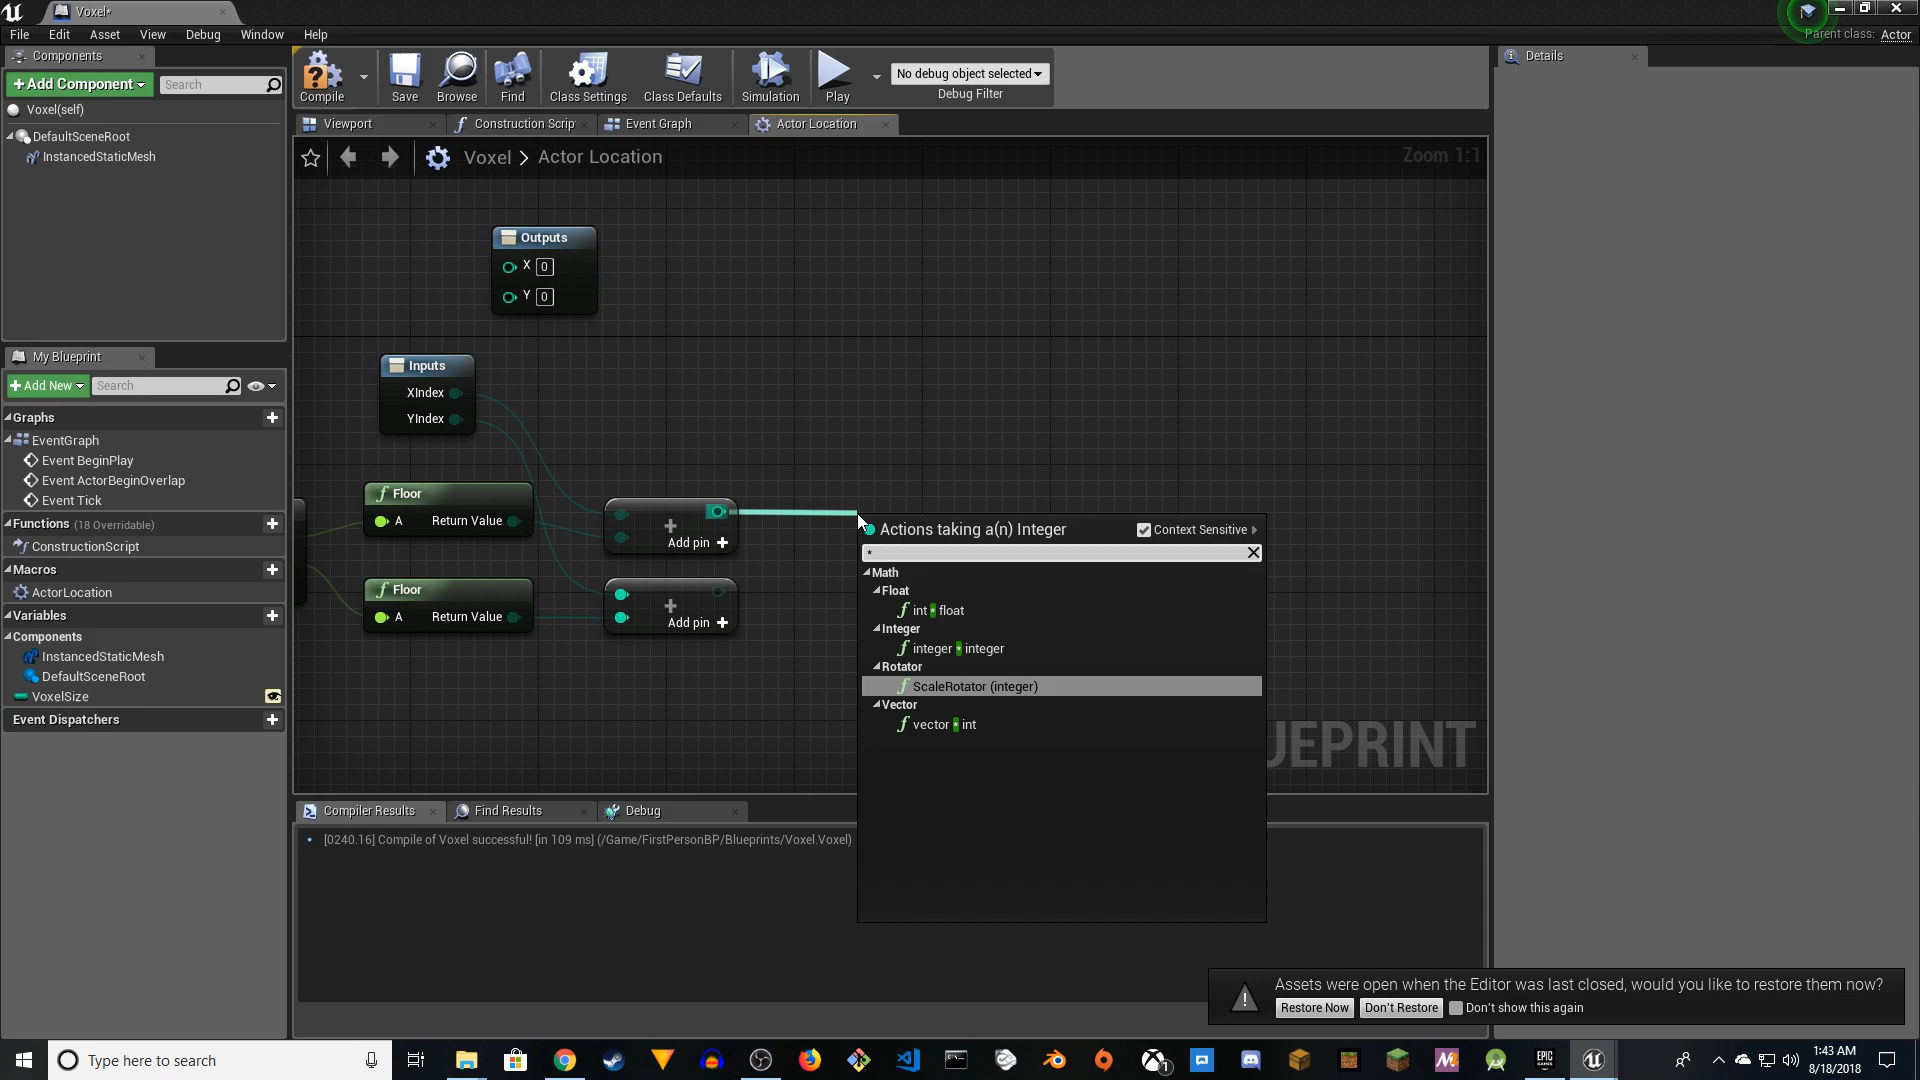 Voxel*
File Edit Asset View Debug Window Help
Parent class: Actor
Components
+ Add Component
Search
Voxel(self)
DefaultSceneRoot
InstancedStaticMesh
Compile
Save
Browse
Find
Class Settings
Class Defaults
Simulation
Play
No debug object selected
Debug Filter
Details
Viewport
Construction Scrip
Event Graph
Actor Location
Voxel > Actor Location
Zoom 1:1
Outputs
X 0
Y 0
Inputs
XIndex
YIndex
Floor
A Return Value
Add pin +
Floor
A Return Value
Add pin +
Actions taking a(n) Integer
Context Sensitive
*
Math
Float
int * float
Integer
integer * integer
Rotator
ScaleRotator (integer)
Vector
vector * int
UEPRINT
My Blueprint
+ Add New
Search
Graphs
EventGraph
Event BeginPlay
Event ActorBeginOverlap
Event Tick
Functions (18 Overridable)
ConstructionScript
Macros
ActorLocation
Variables
Components
InstancedStaticMesh
DefaultSceneRoot
VoxelSize
Event Dispatchers
Compiler Results
Find Results
Debug
[0240.16] Compile of Voxel successful! [in 109 ms] (/Game/FirstPersonBP/Blueprints/Voxel.Voxel)
Assets were open when the Editor was last closed, would you like to restore them now?
Restore Now
Don't Restore
Don't show this again
Type here to search
1
EPIC GAMES
1:43 AM
8/18/2018